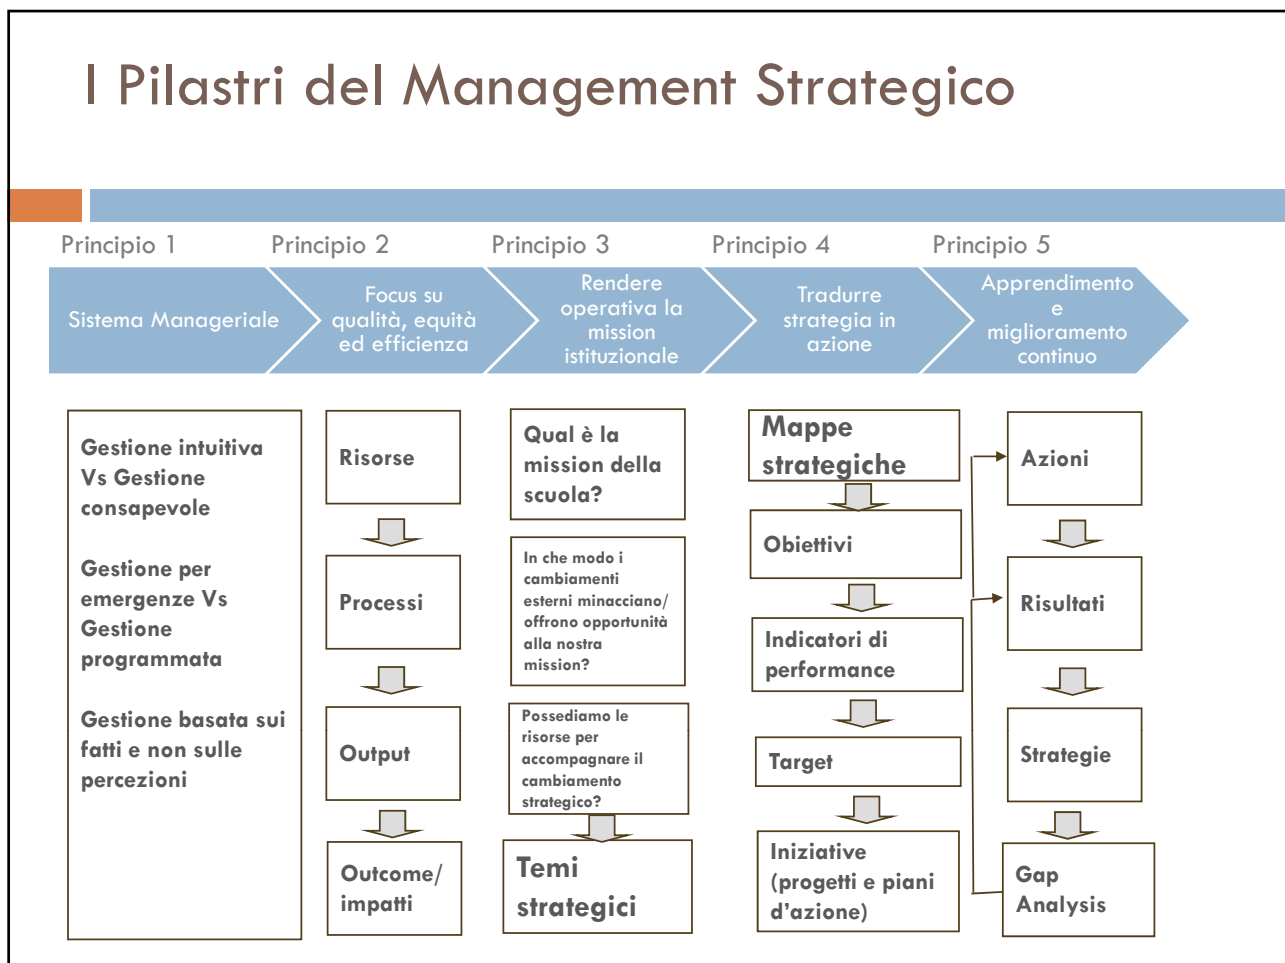 I Pilastri del Management Strategico
Principio 1
Principio 2
Principio 3
Principio 4
Principio 5
Sistema Manageriale
Focus su
qualità, equità
ed efficienza
Rendere
operativa la
mission
istituzionale
Tradurre
strategia in
azione
Apprendimento
e
miglioramento
continuo
Gestione intuitiva
Vs Gestione
consapevole
Gestione per
emergenze Vs
Gestione
programmata
Gestione basata sui
fatti e non sulle
percezioni
Risorse
Processi
Output
Outcome/
impatti
Qual è la
mission della
scuola?
In che modo i
cambiamenti
esterni minacciano/
offrono opportunità
alla nostra
mission?
Possediamo le
risorse per
accompagnare il
cambiamento
strategico?
Temi
strategici
Mappe
strategiche
Obiettivi
Indicatori di
performance
Target
Iniziative
(progetti e piani
d'azione)
Azioni
Risultati
Strategie
Gap
Analysis